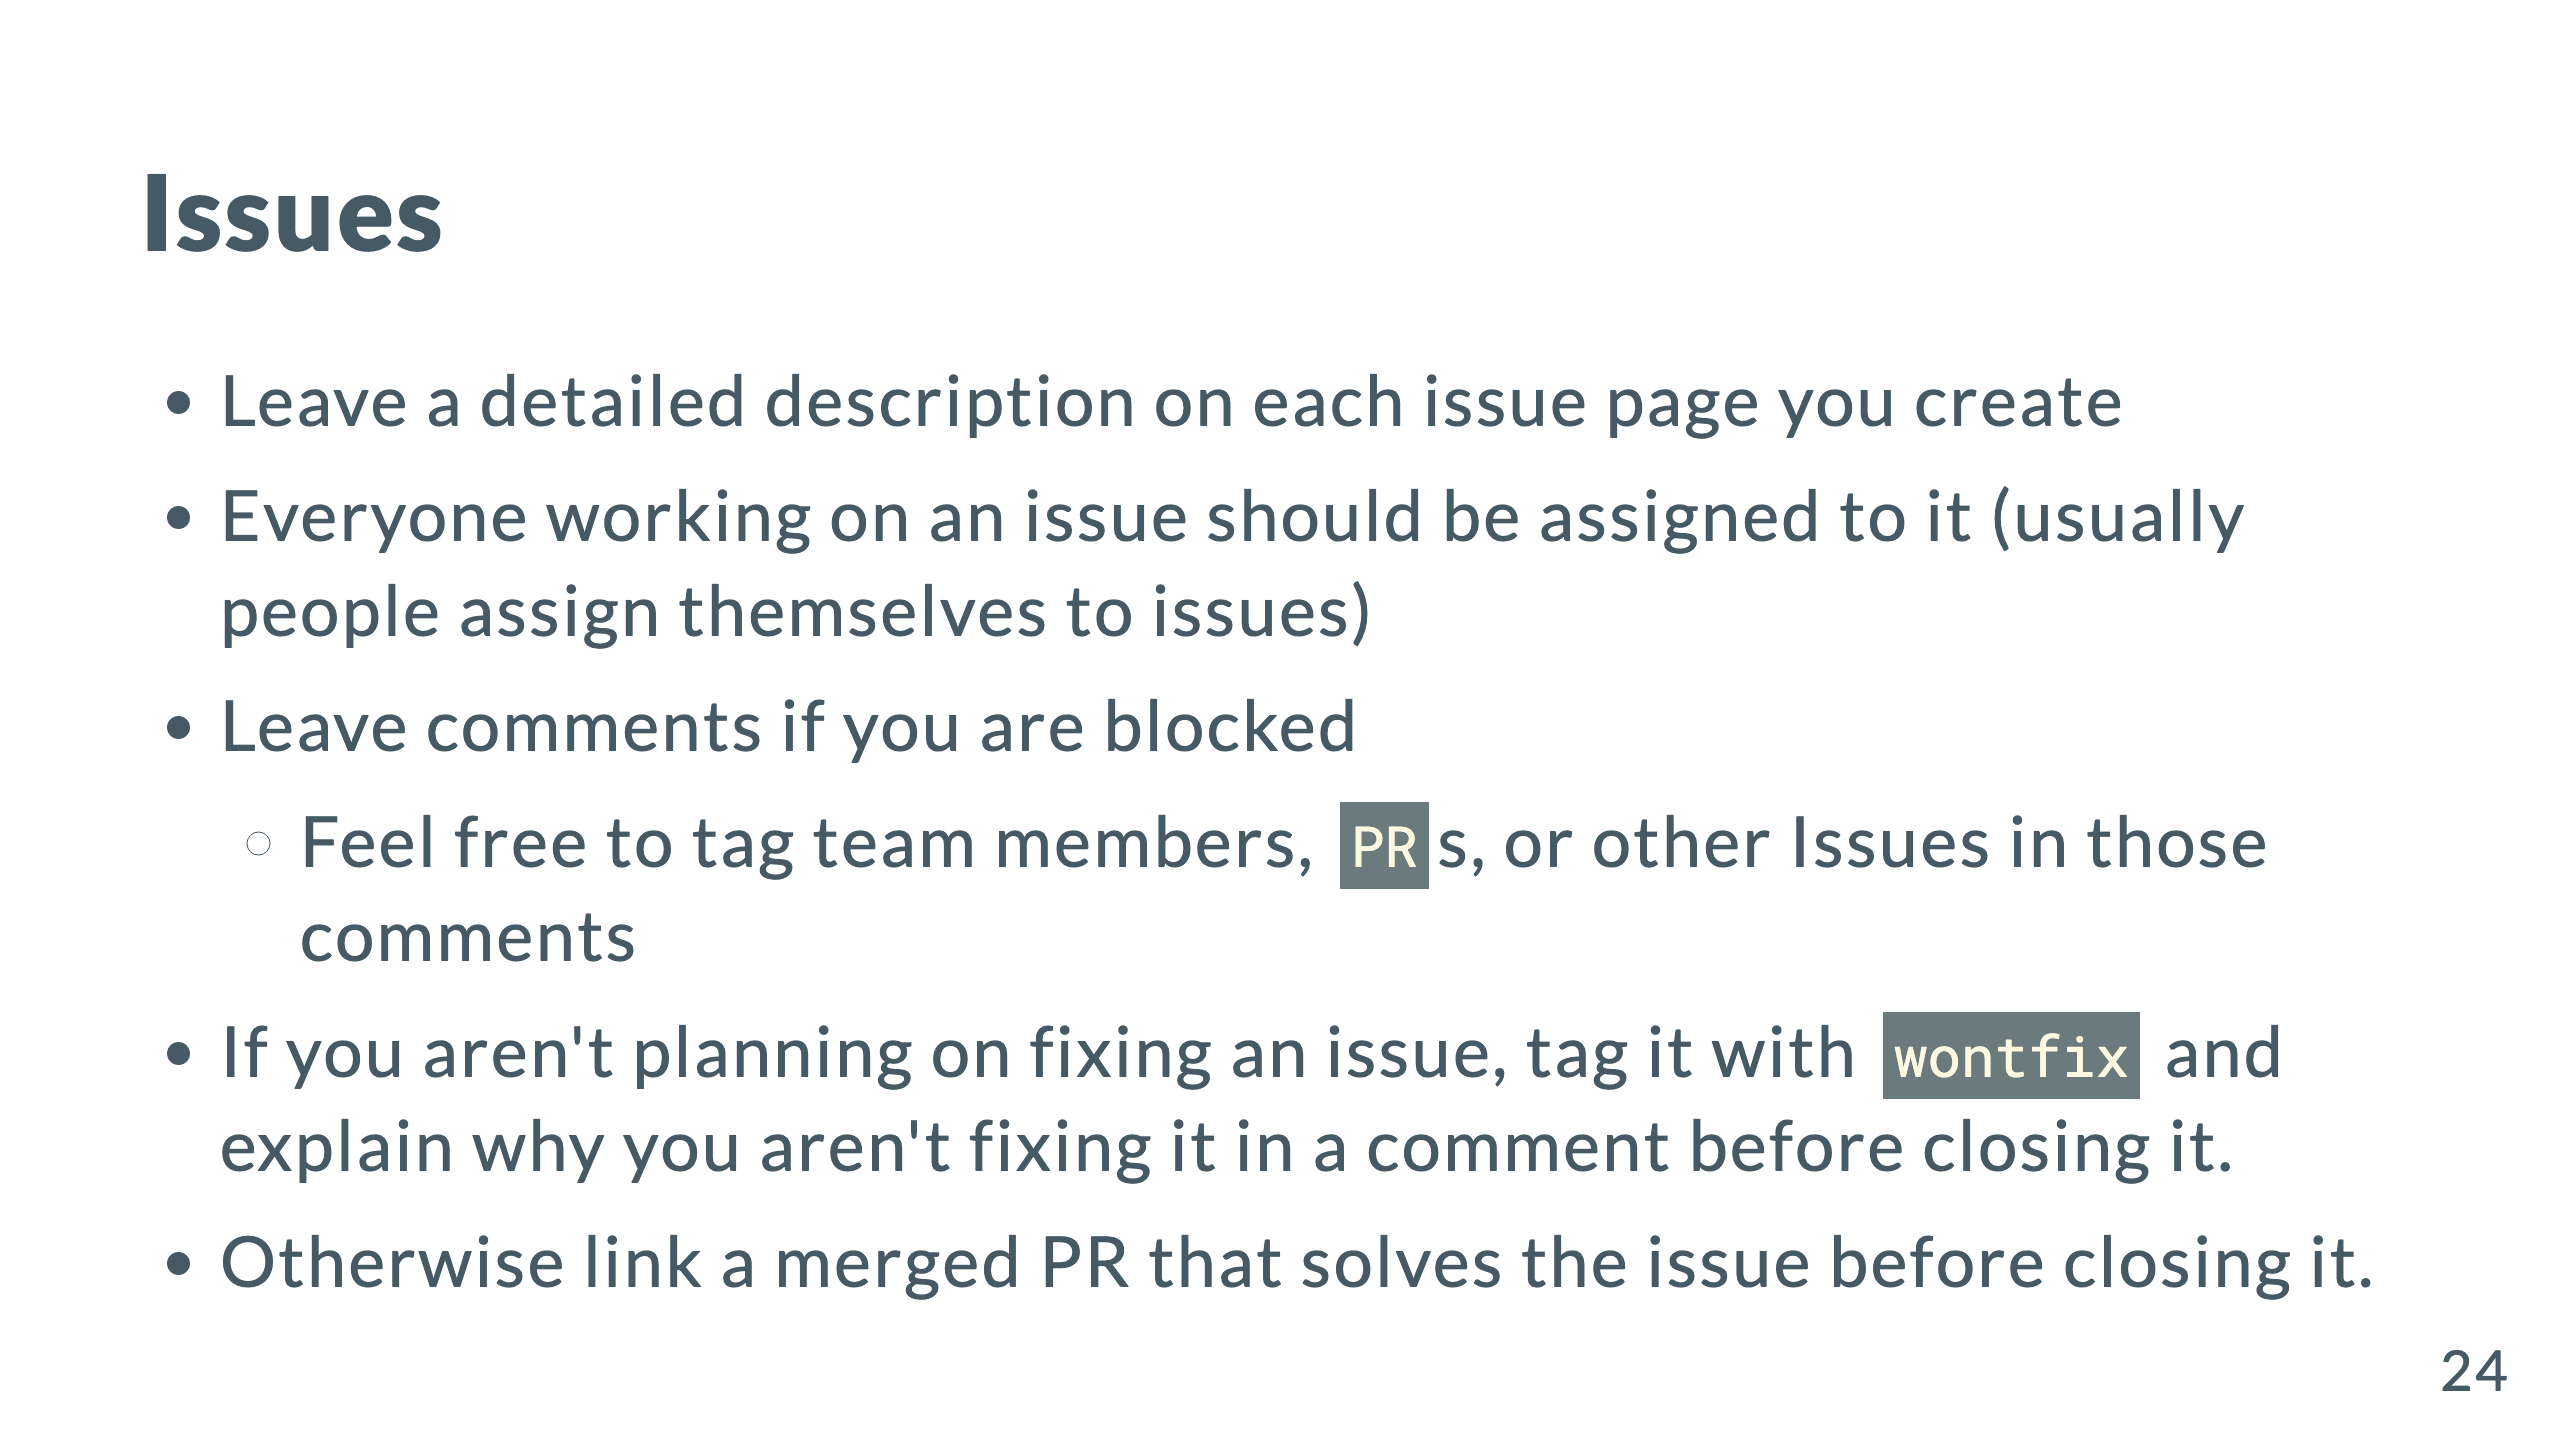 Issues
Leave a detailed description on each issue page you create
Everyone working on an issue should be assigned to it (usually
people assign themselves to issues)
Leave comments if you are blocked
Feel free to tag team members, PRs, or other Issues in those
comments
If you aren't planning on fixing an issue, tag it with wontfix and
explain why you aren't fixing it in a comment before closing it.
Otherwise link a merged PR that solves the issue before closing it.
24